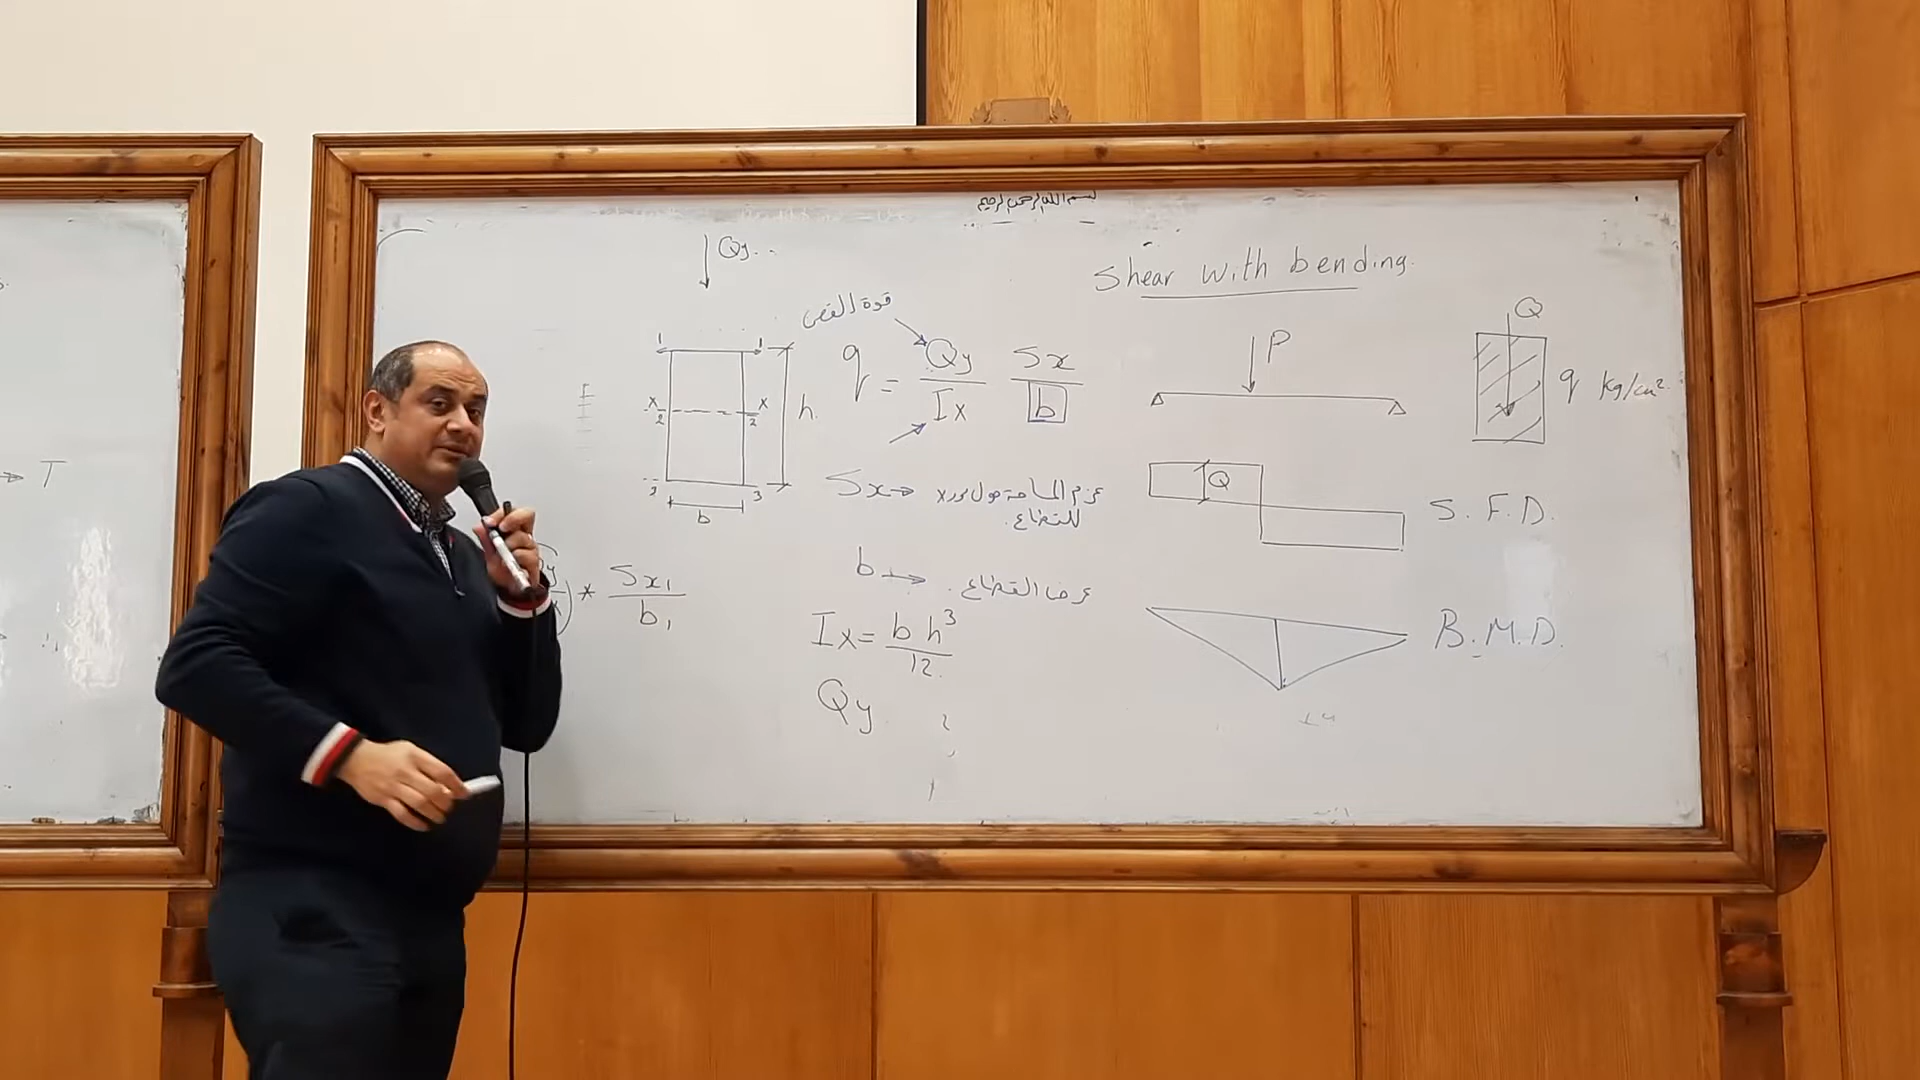 بسم الله الرحمن الرحيم
Shear with bending.
Qy
قوة القص
q = Qy Sx / Ix b
1 1
x x
2 2
3 3
h
b
Sx → عزم المساحة حول محور x
للقطاع.
b → عرض القطاع.
Ix = b h³ / 12
Qy
* Sx₁ / b₁
P
Q
q kg/cm²
Q
S. F. D.
B. M. D.
T